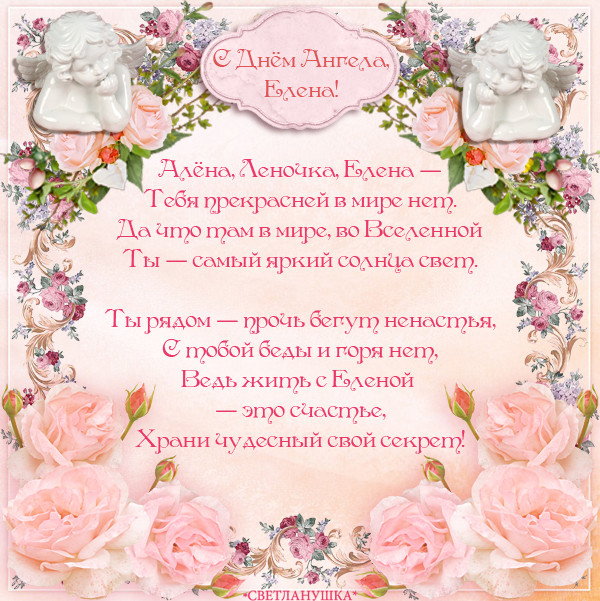 С Днём Ангела,
Елена!
Алёна, Леночка, Елена —
Тебя прекрасней в мире нет.
Да что там в мире, во Вселенной
Ты — самый яркий солнца свет.
Ты рядом — прочь бегут ненастья,
С тобой беды и горя нет,
Ведь жить с Еленой
— это счастье,
Храни чудесный свой секрет!
*СВЕТЛАНУШКА*